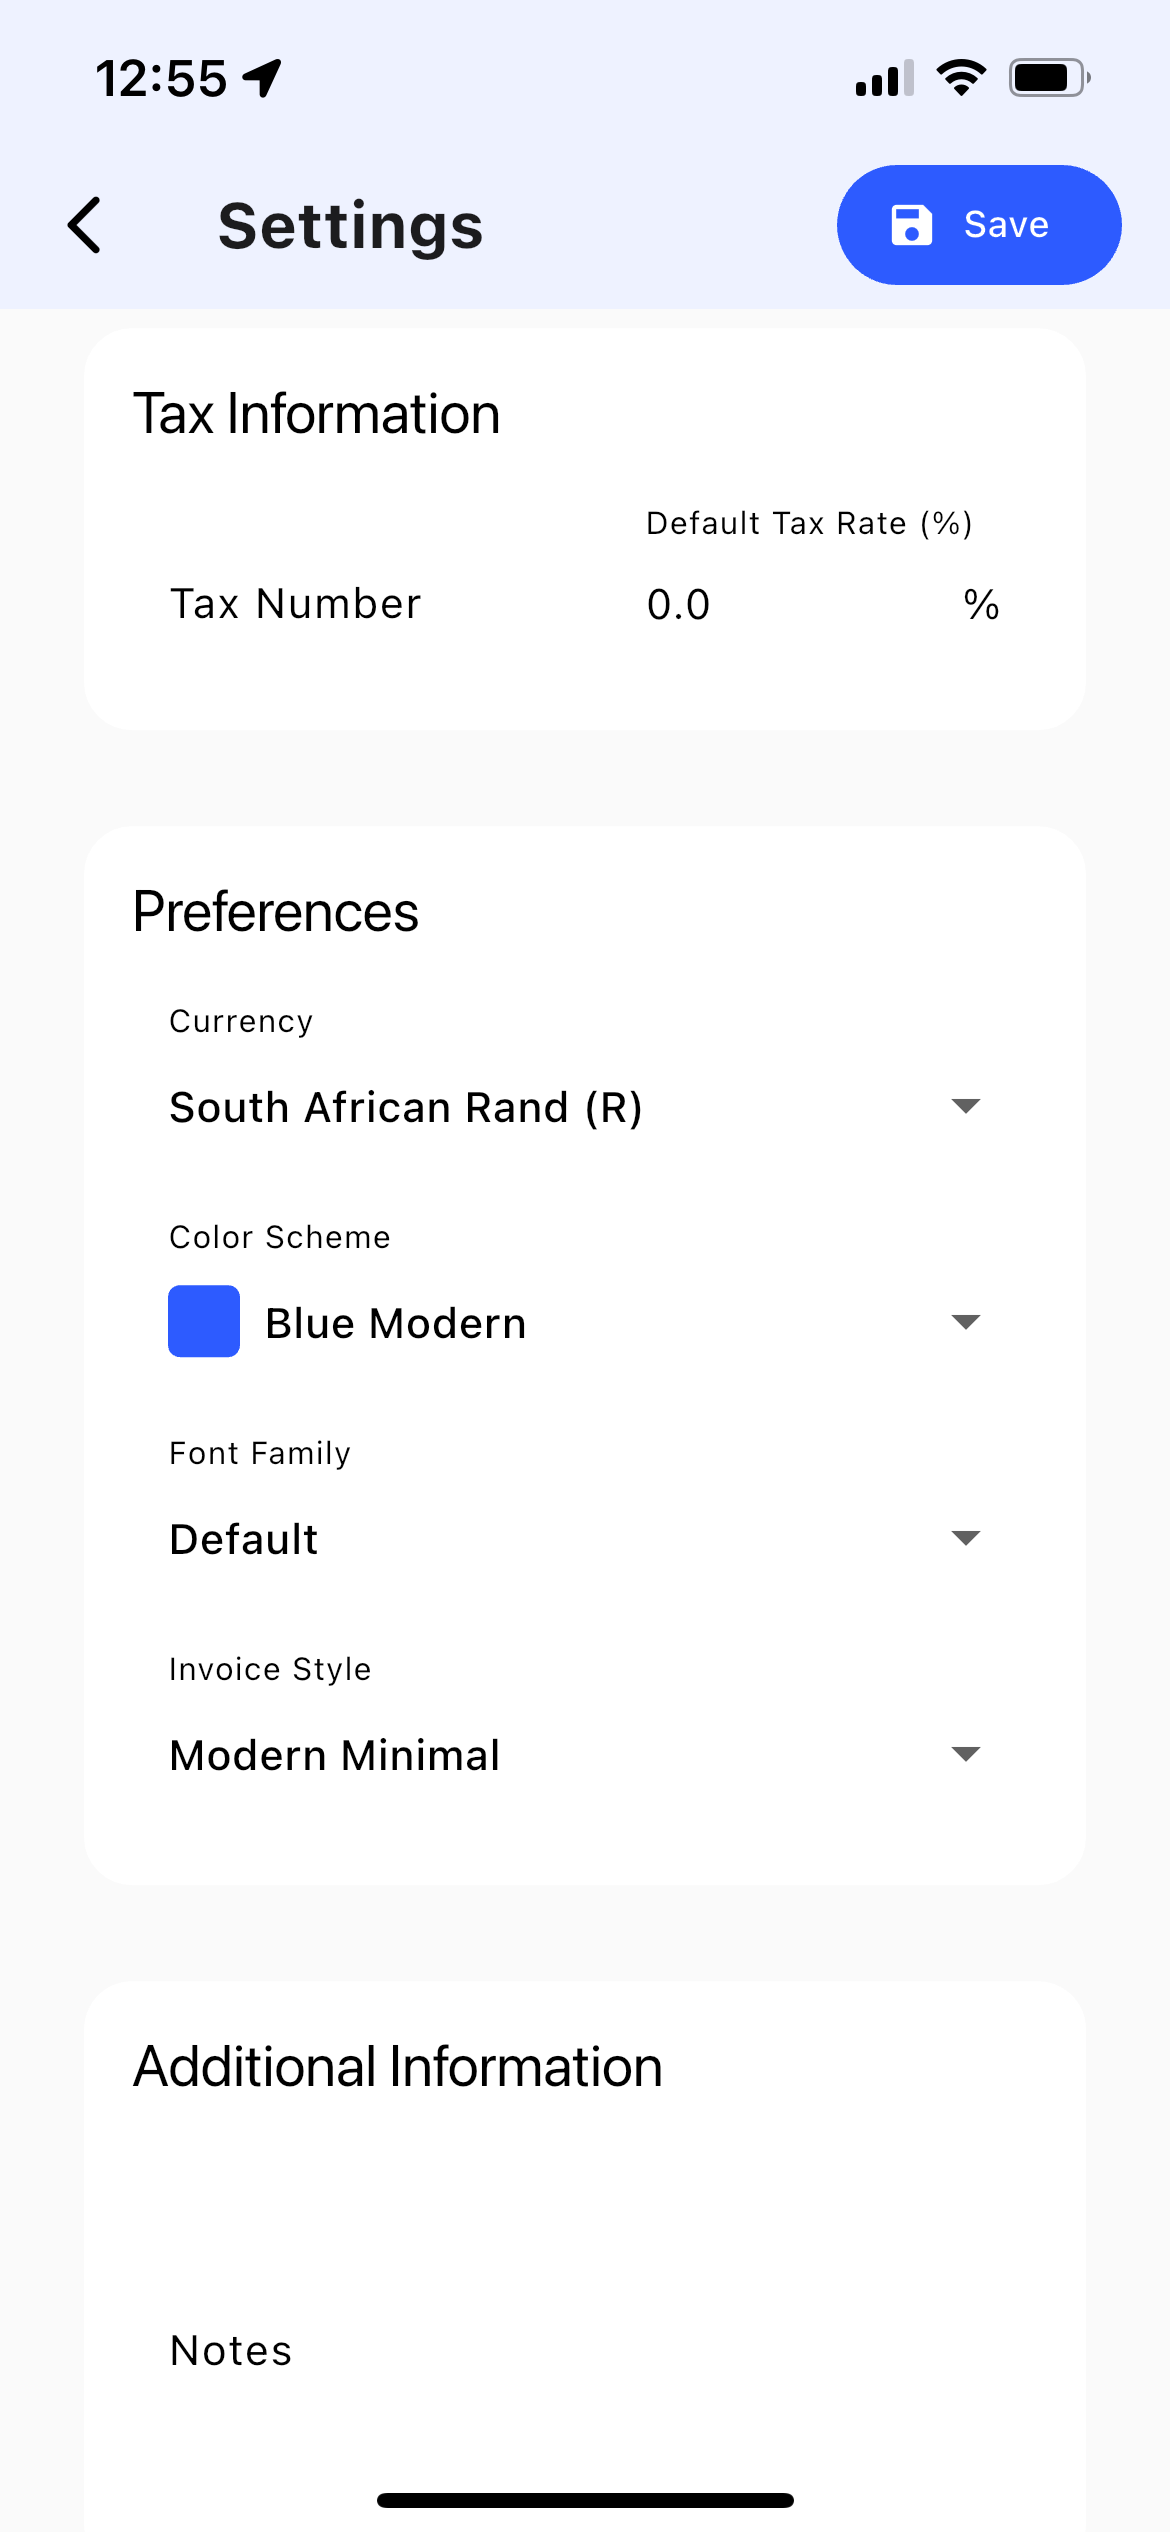 12:55
Settings
Save
Tax Information
Default Tax Rate (%)
Tax Number 0.0 %
Preferences
Currency
South African Rand (R)
Color Scheme
Blue Modern
Font Family
Default
Invoice Style
Modern Minimal
Additional Information
Notes